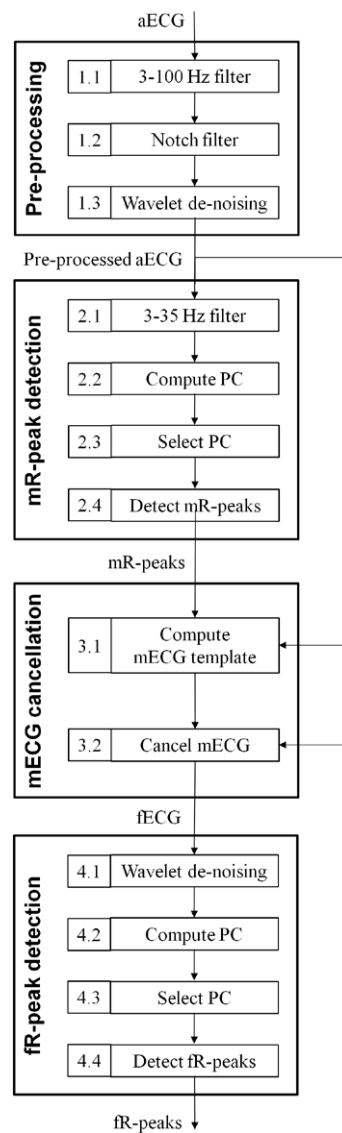 aECG
Pre-processing
1.1 3-100 Hz filter
1.2 Notch filter
1.3 Wavelet de-noising
Pre-processed aECG
mR-peak detection
2.1 3-35 Hz filter
2.2 Compute PC
2.3 Select PC
2.4 Detect mR-peaks
mR-peaks
mECG cancellation
3.1 Compute
mECG template
3.2 Cancel mECG
fECG
fR-peak detection
4.1 Wavelet de-noising
4.2 Compute PC
4.3 Select PC
4.4 Detect fR-peaks
fR-peaks